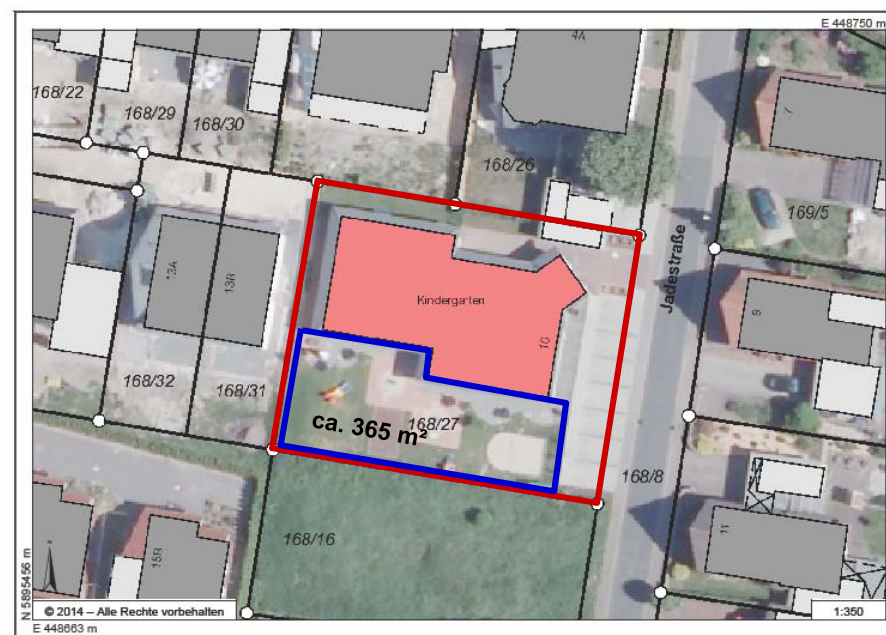 E 448750 m
4A
168/22
168/29
168/30
7
168/26
169/5
Jadestraße
13A
13B
Kindergarten
10
9
168/32
168/31
168/27
ca. 365 m²
168/8
168/16
11
15B
N 5895456 m
© 2014 – Alle Rechte vorbehalten
1:350
E 448663 m